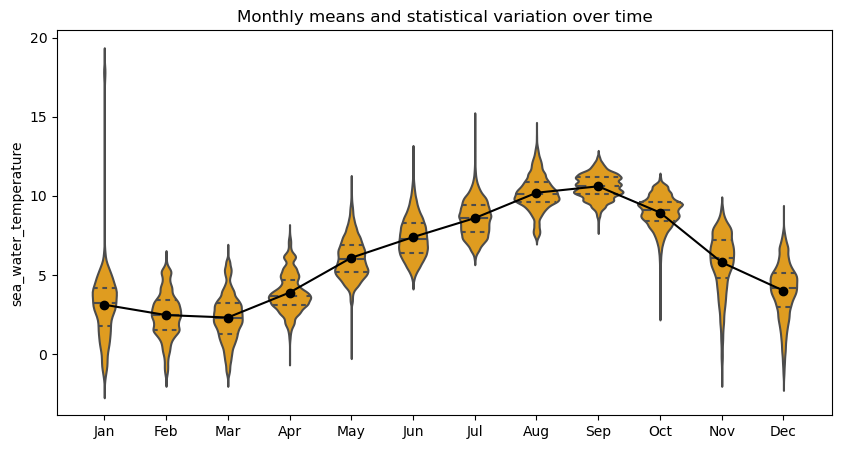 Monthly means and statistical variation over time
sea_water_temperature
20
15
10
5
0
Jan Feb Mar Apr May Jun Jul Aug Sep Oct Nov Dec